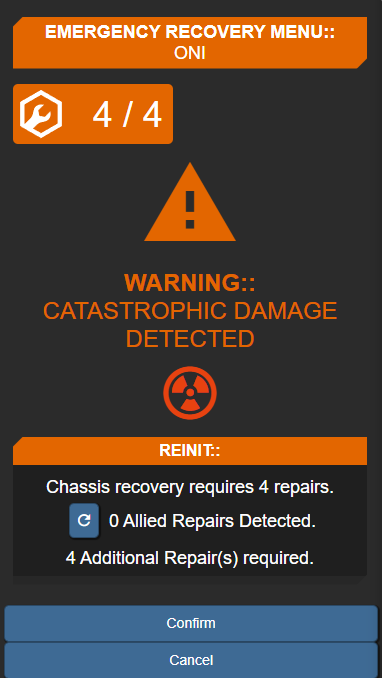 EMERGENCY RECOVERY MENU::
ONI
4 / 4
WARNING::
CATASTROPHIC DAMAGE
DETECTED
REINIT::
Chassis recovery requires 4 repairs.
0 Allied Repairs Detected.
4 Additional Repair(s) required.
Confirm
Cancel